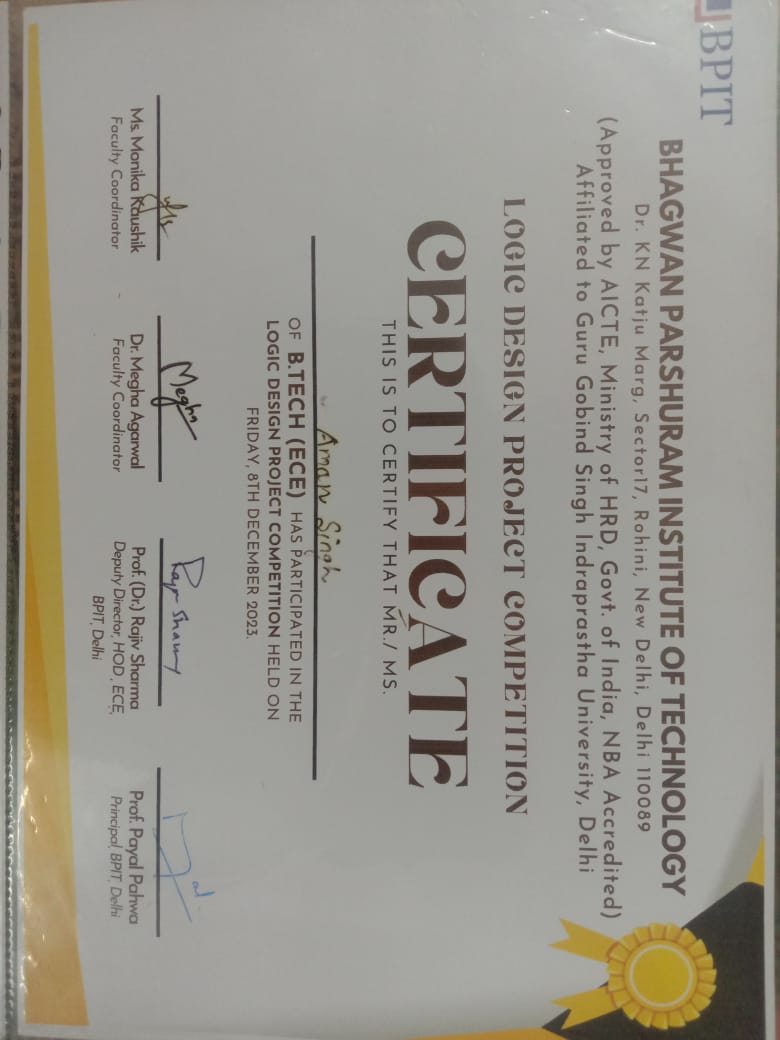 BPIT
BHAGWAN PARSHURAM INSTITUTE OF TECHNOLOGY
Dr. KN Katju Marg, Sector17, Rohini, New Delhi, Delhi 110089
(Approved by AICTE, Ministry of HRD, Govt. of India, NBA Accredited)
Affiliated to Guru Gobind Singh Indraprastha University, Delhi
LOGIC DESIGN PROJECT COMPETITION
CERTIFICATE
THIS IS TO CERTIFY THAT MR./ MS.
Aman Singh
OF B.TECH (ECE) HAS PARTICIPATED IN THE
LOGIC DESIGN PROJECT COMPETITION HELD ON
FRIDAY, 8TH DECEMBER 2023.
Megha
Ms. Monika Kaushik
Faculty Coordinator
Dr. Megha Agarwal
Faculty Coordinator
Prof. (Dr.) Rajiv Sharma
Deputy Director, HOD, ECE,
BPIT, Delhi
Prof. Payal Pahwa
Principal, BPIT, Delhi